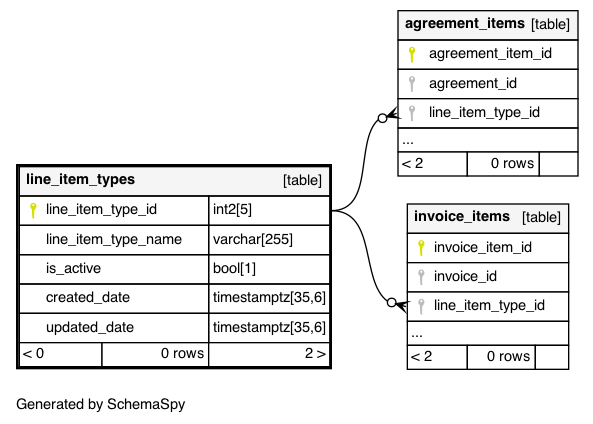 agreement_items [table]
agreement_item_id
agreement_id
line_item_type_id
...
< 2 0 rows
line_item_types [table]
line_item_type_id int2[5]
line_item_type_name varchar[255]
is_active bool[1]
created_date timestamptz[35,6]
updated_date timestamptz[35,6]
< 0 0 rows 2 >
invoice_items [table]
invoice_item_id
invoice_id
line_item_type_id
...
< 2 0 rows
Generated by SchemaSpy